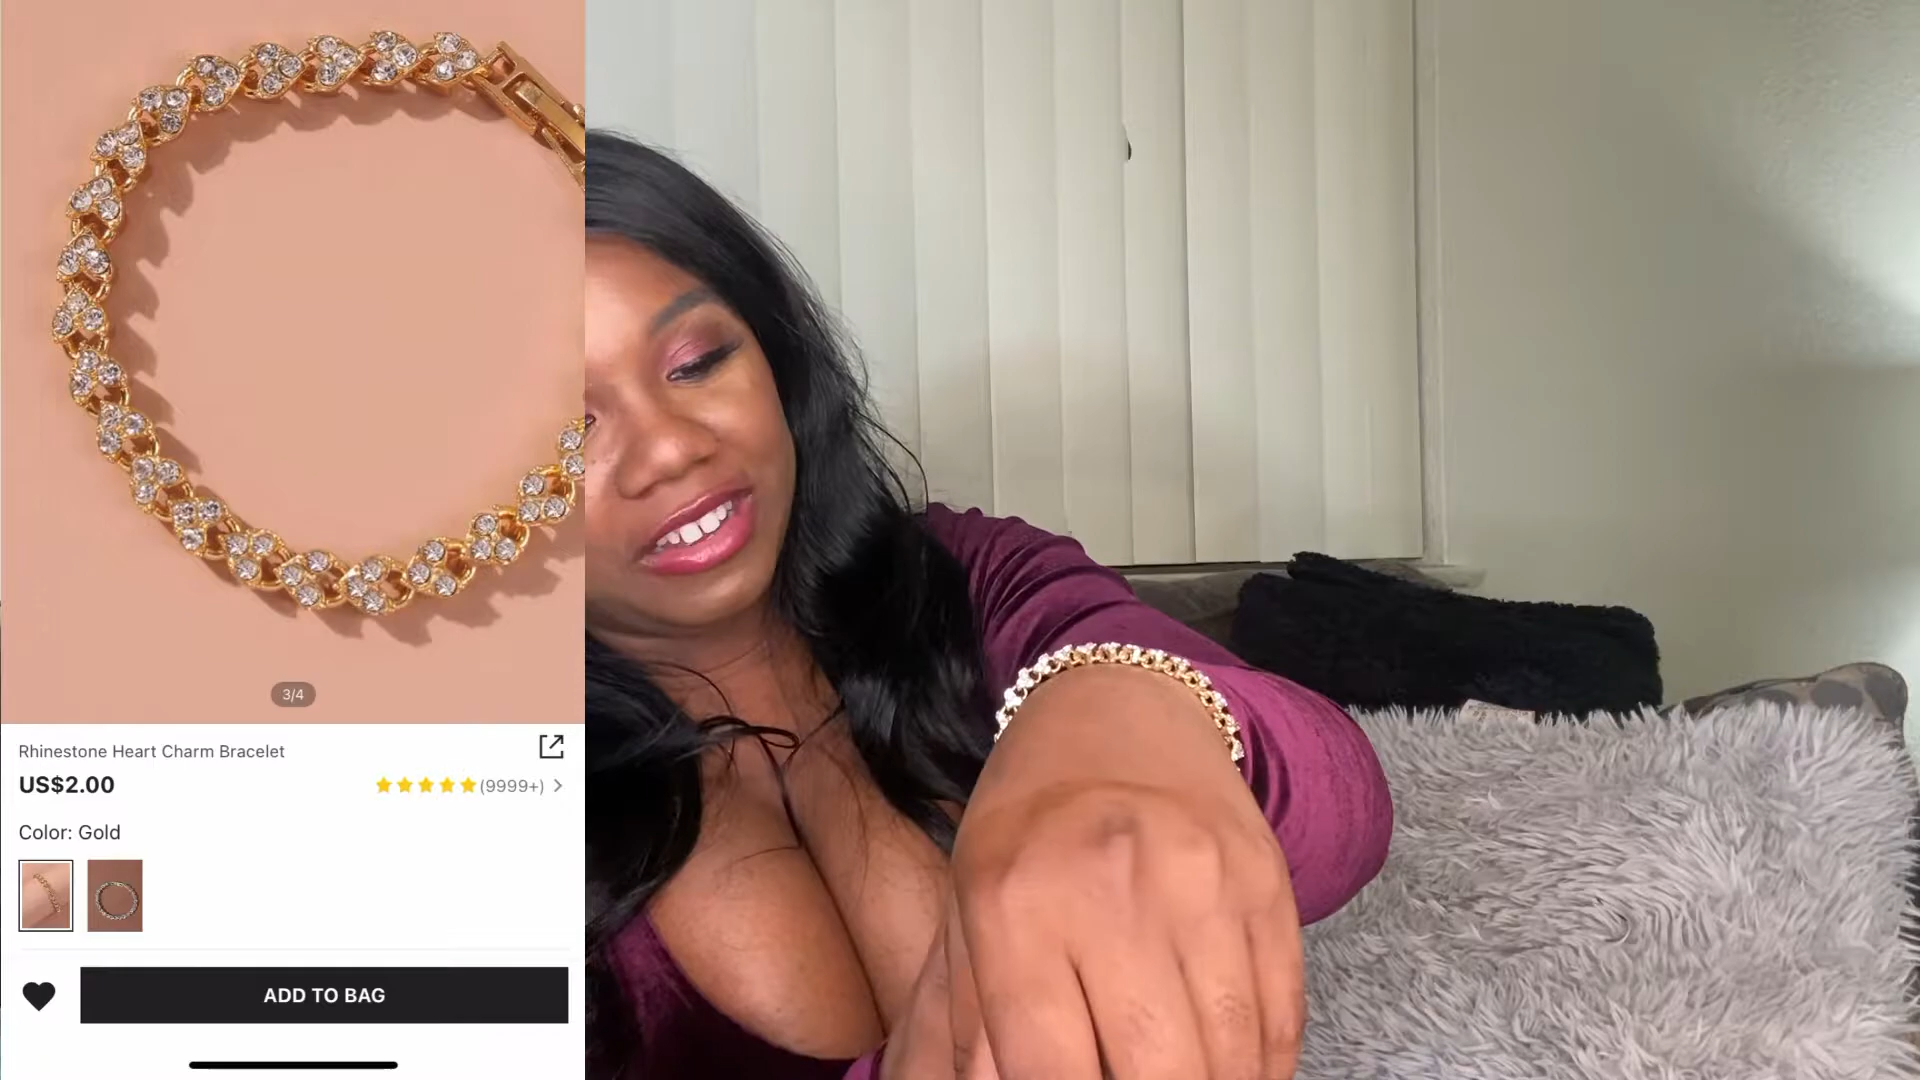 3/4
Rhinestone Heart Charm Bracelet
US$2.00
(9999+)
Color: Gold
ADD TO BAG